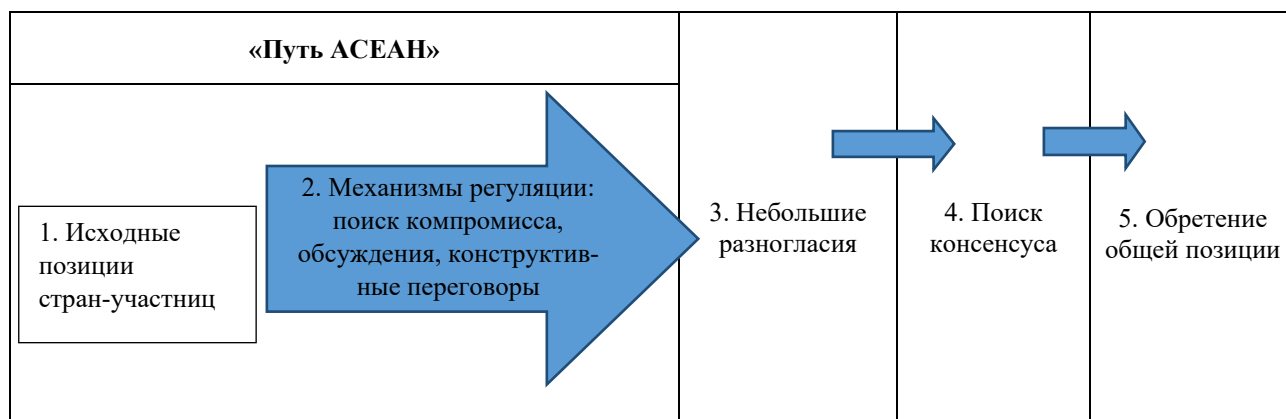 «Путь АСЕАН»
1. Исходные
позиции
стран-участниц
2. Механизмы регуляции:
поиск компромисса,
обсуждения, конструктив-
ные переговоры
3. Небольшие
разногласия
4. Поиск
консенсуса
5. Обретение
общей позиции